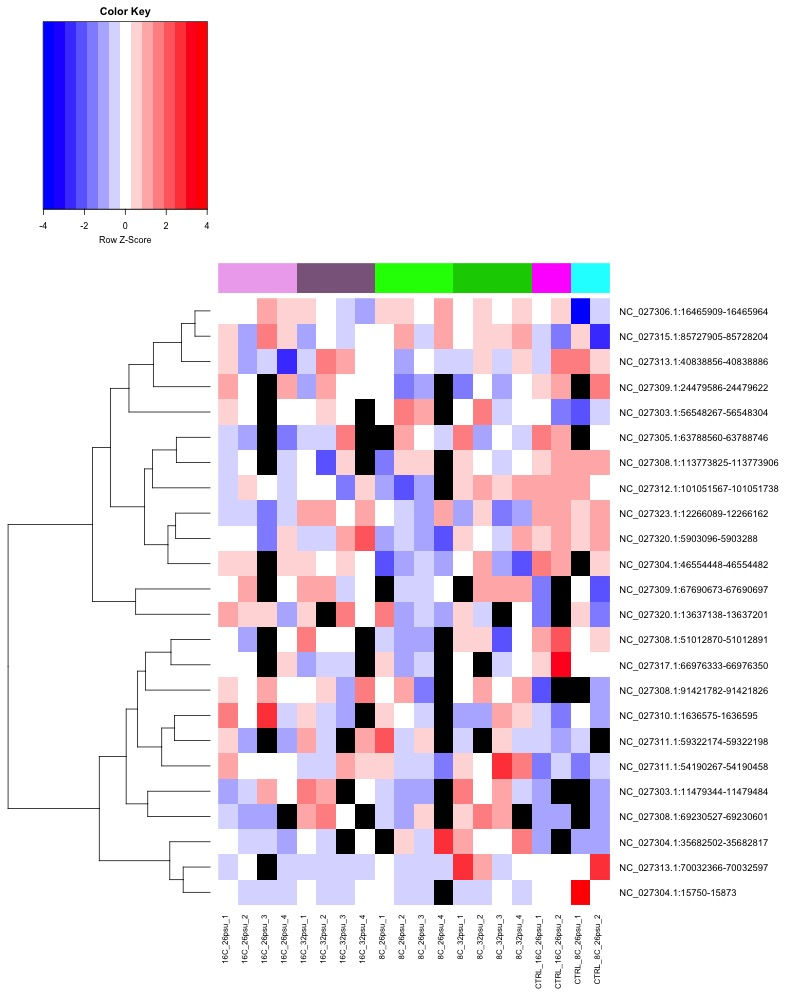 Color Key
-4 -2 0 2 4
Row Z-Score
NC_027306.1:16465909-16465964
NC_027315.1:85727905-85728204
NC_027313.1:40838856-40838886
NC_027309.1:24479586-24479622
NC_027303.1:56548267-56548304
NC_027305.1:63788560-63788746
NC_027308.1:113773825-113773906
NC_027312.1:101051567-101051738
NC_027323.1:12266089-12266162
NC_027320.1:5903096-5903288
NC_027304.1:46554448-46554482
NC_027309.1:67690673-67690697
NC_027320.1:13637138-13637201
NC_027308.1:51012870-51012891
NC_027317.1:66976333-66976350
NC_027308.1:91421782-91421826
NC_027310.1:1636575-1636595
NC_027311.1:59322174-59322198
NC_027311.1:54190267-54190458
NC_027303.1:11479344-11479484
NC_027308.1:69230527-69230601
NC_027304.1:35682502-35682817
NC_027313.1:70032366-70032597
NC_027304.1:15750-15873
16C_26psu_1
16C_26psu_2
16C_26psu_3
16C_26psu_4
16C_32psu_1
16C_32psu_2
16C_32psu_3
16C_32psu_4
8C_26psu_1
8C_26psu_2
8C_26psu_3
8C_26psu_4
8C_32psu_1
8C_32psu_2
8C_32psu_3
8C_32psu_4
CTRL_16C_26psu_1
CTRL_16C_26psu_2
CTRL_8C_26psu_1
CTRL_8C_26psu_2